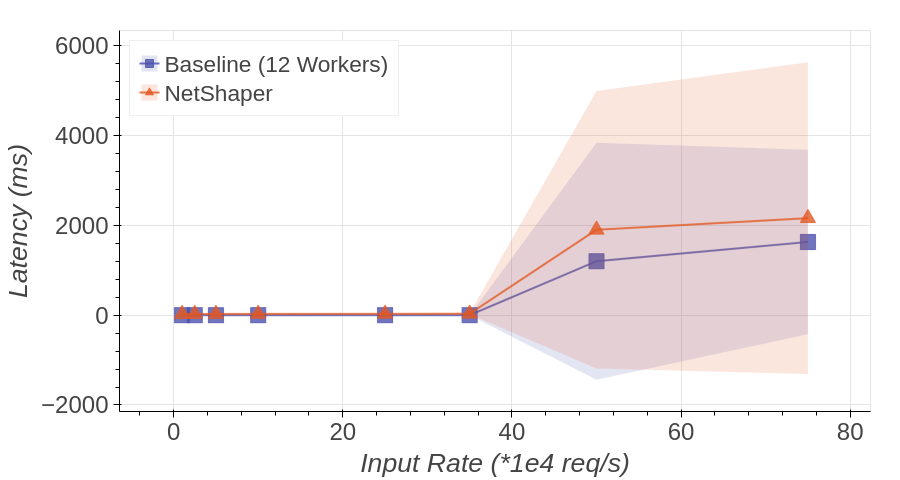 6000
4000
2000
0
−2000
Latency (ms)
Baseline (12 Workers)
NetShaper
0 20 40 60 80
Input Rate (*1e4 req/s)